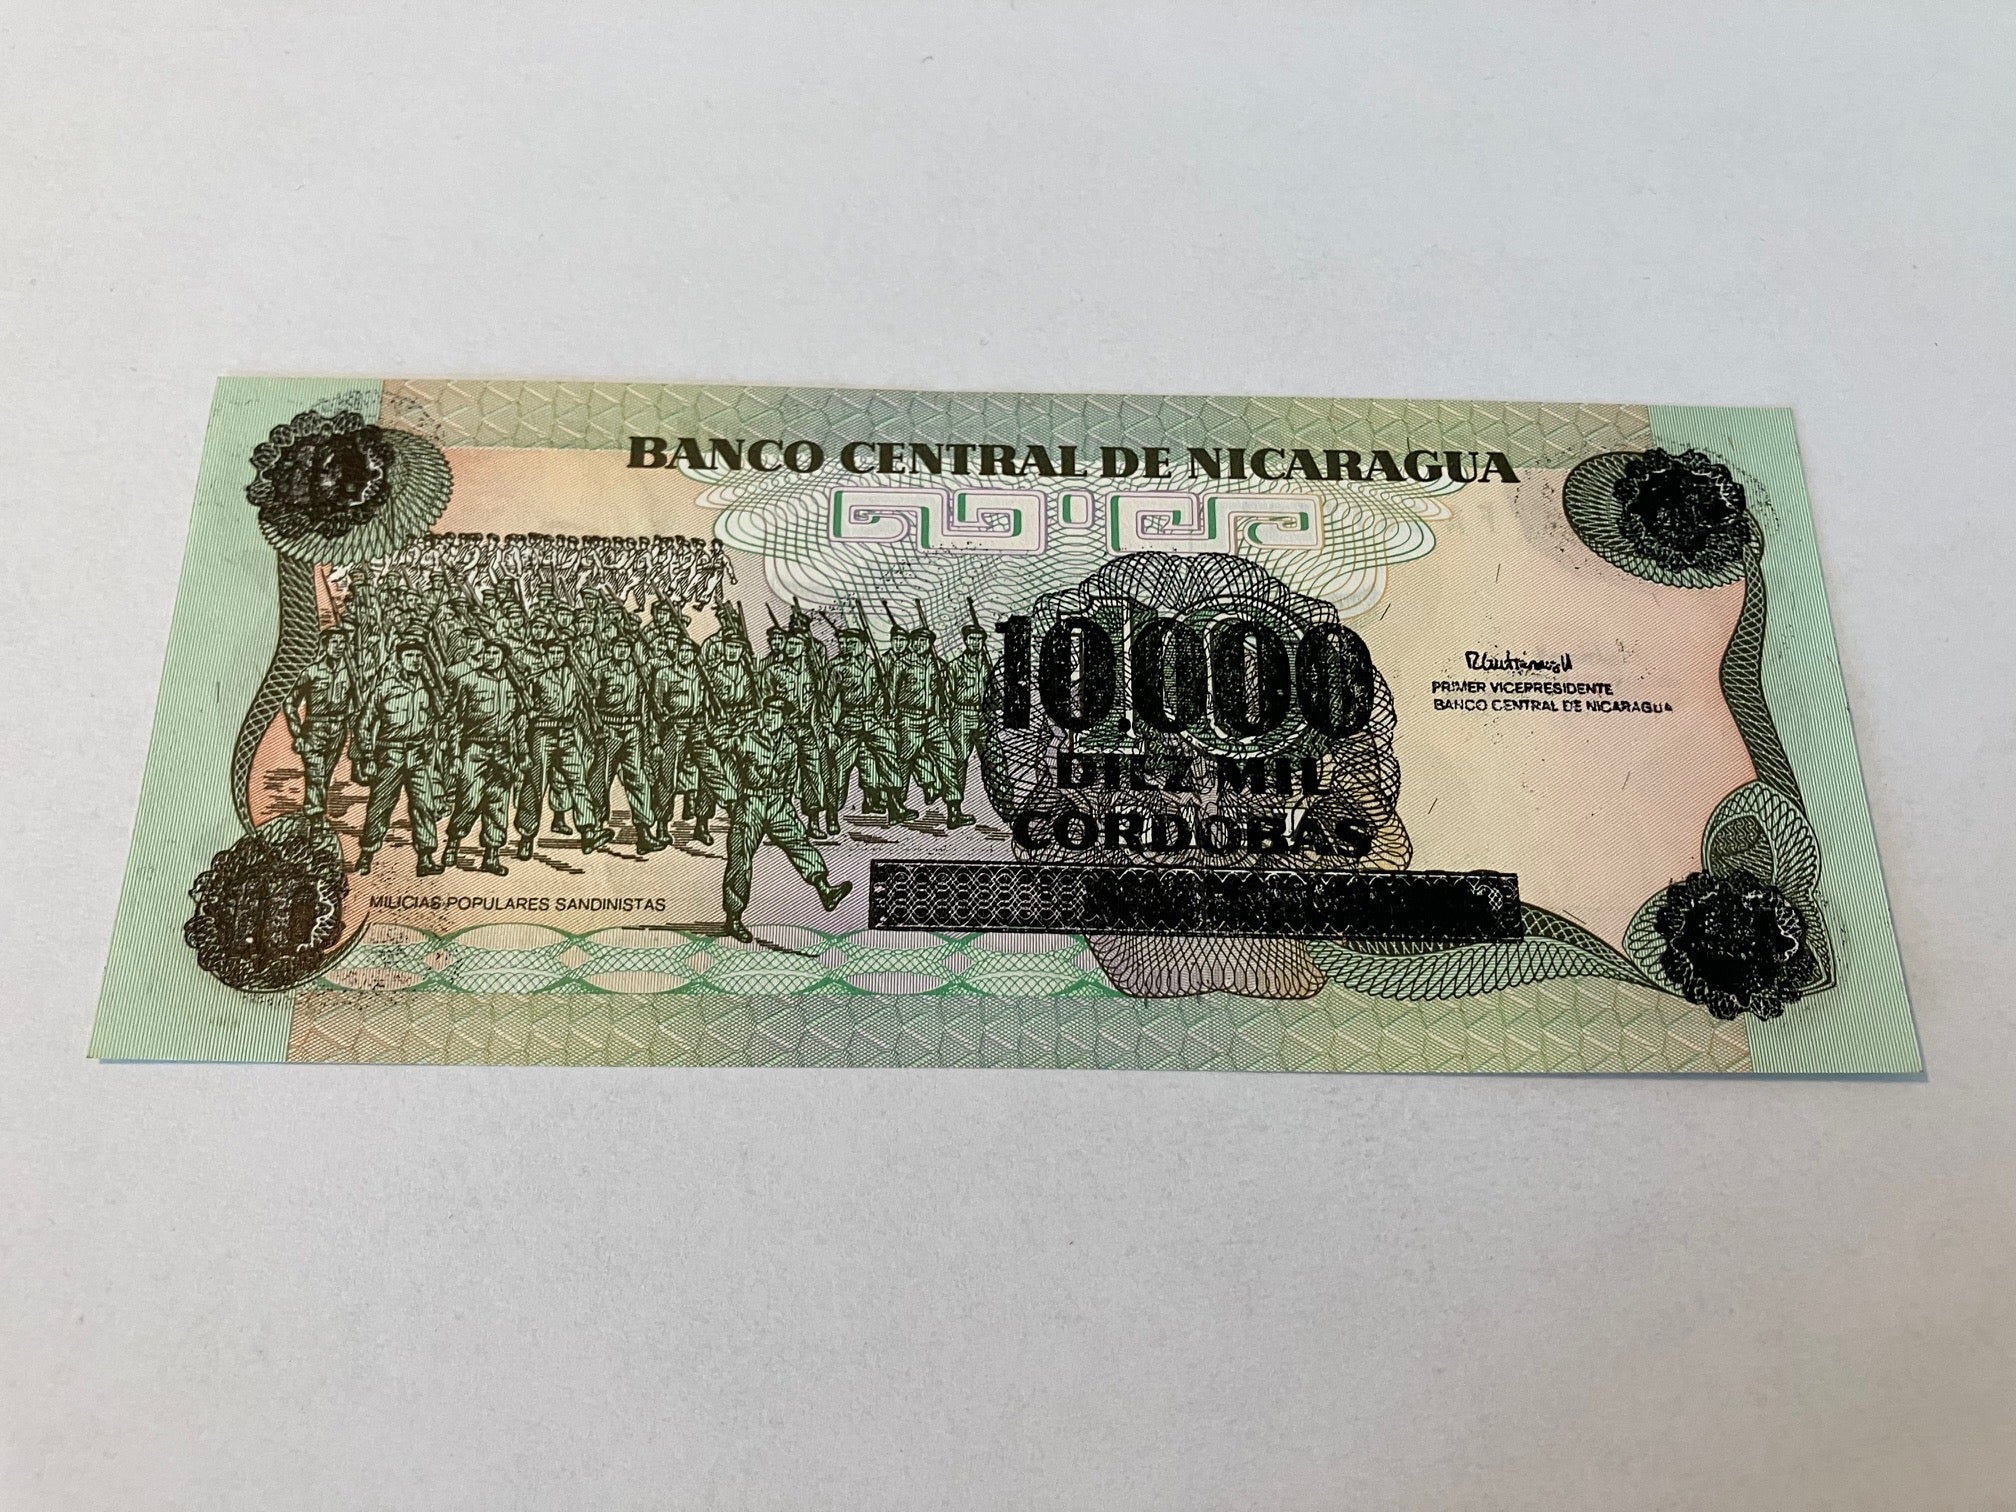 BANCO CENTRAL DE NICARAGUA
10.000
DIEZ MIL
CORDOBAS
PRIMER VICEPRESIDENTE
BANCO CENTRAL DE NICARAGUA
MILICIAS POPULARES SANDINISTAS